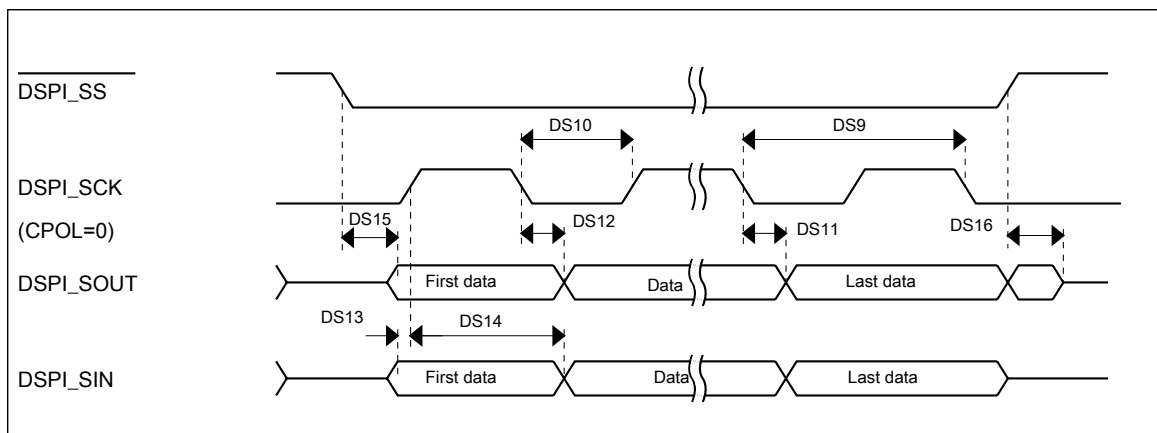 DSPI_SS
DS10
DS9
DSPI_SCK
DS15
DS12
DS11
DS16
(CPOL=0)
DSPI_SOUT
First data
Data
Last data
DS13
DS14
DSPI_SIN
First data
Data
Last data